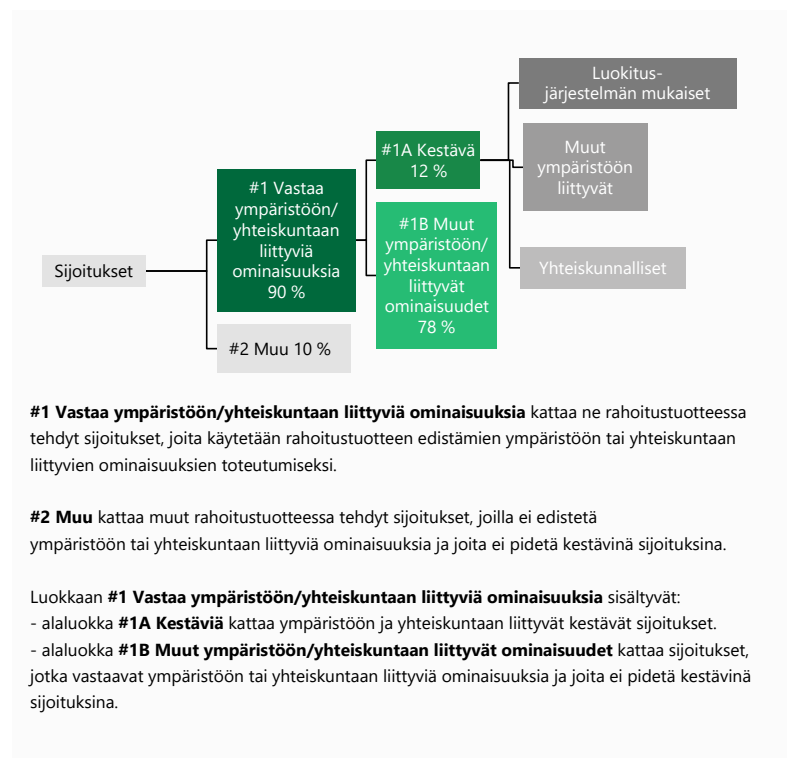 Sijoitukset
#1 Vastaa
ympäristöön/
yhteiskuntaan
liittyviä
ominaisuuksia
90 %
#2 Muu 10 %
#1A Kestävä
12 %
#1B Muut
ympäristöön/
yhteiskuntaan
liittyvät
ominaisuudet
78 %
Luokitus-
järjestelmän mukaiset
Muut
ympäristöön
liittyvät
Yhteiskunnalliset
#1 Vastaa ympäristöön/yhteiskuntaan liittyviä ominaisuuksia kattaa ne rahoitustuotteessa
tehdyt sijoitukset, joita käytetään rahoitustuotteen edistämien ympäristöön tai yhteiskuntaan
liittyvien ominaisuuksien toteutumiseksi.
#2 Muu kattaa muut rahoitustuotteessa tehdyt sijoitukset, joilla ei edistetä
ympäristöön tai yhteiskuntaan liittyviä ominaisuuksia ja joita ei pidetä kestävinä sijoituksina.
Luokkaan #1 Vastaa ympäristöön/yhteiskuntaan liittyviä ominaisuuksia sisältyvät:
- alaluokka #1A Kestäviä kattaa ympäristöön ja yhteiskuntaan liittyvät kestävät sijoitukset.
- alaluokka #1B Muut ympäristöön/yhteiskuntaan liittyvät ominaisuudet kattaa sijoitukset,
jotka vastaavat ympäristöön tai yhteiskuntaan liittyviä ominaisuuksia ja joita ei pidetä kestävinä
sijoituksina.